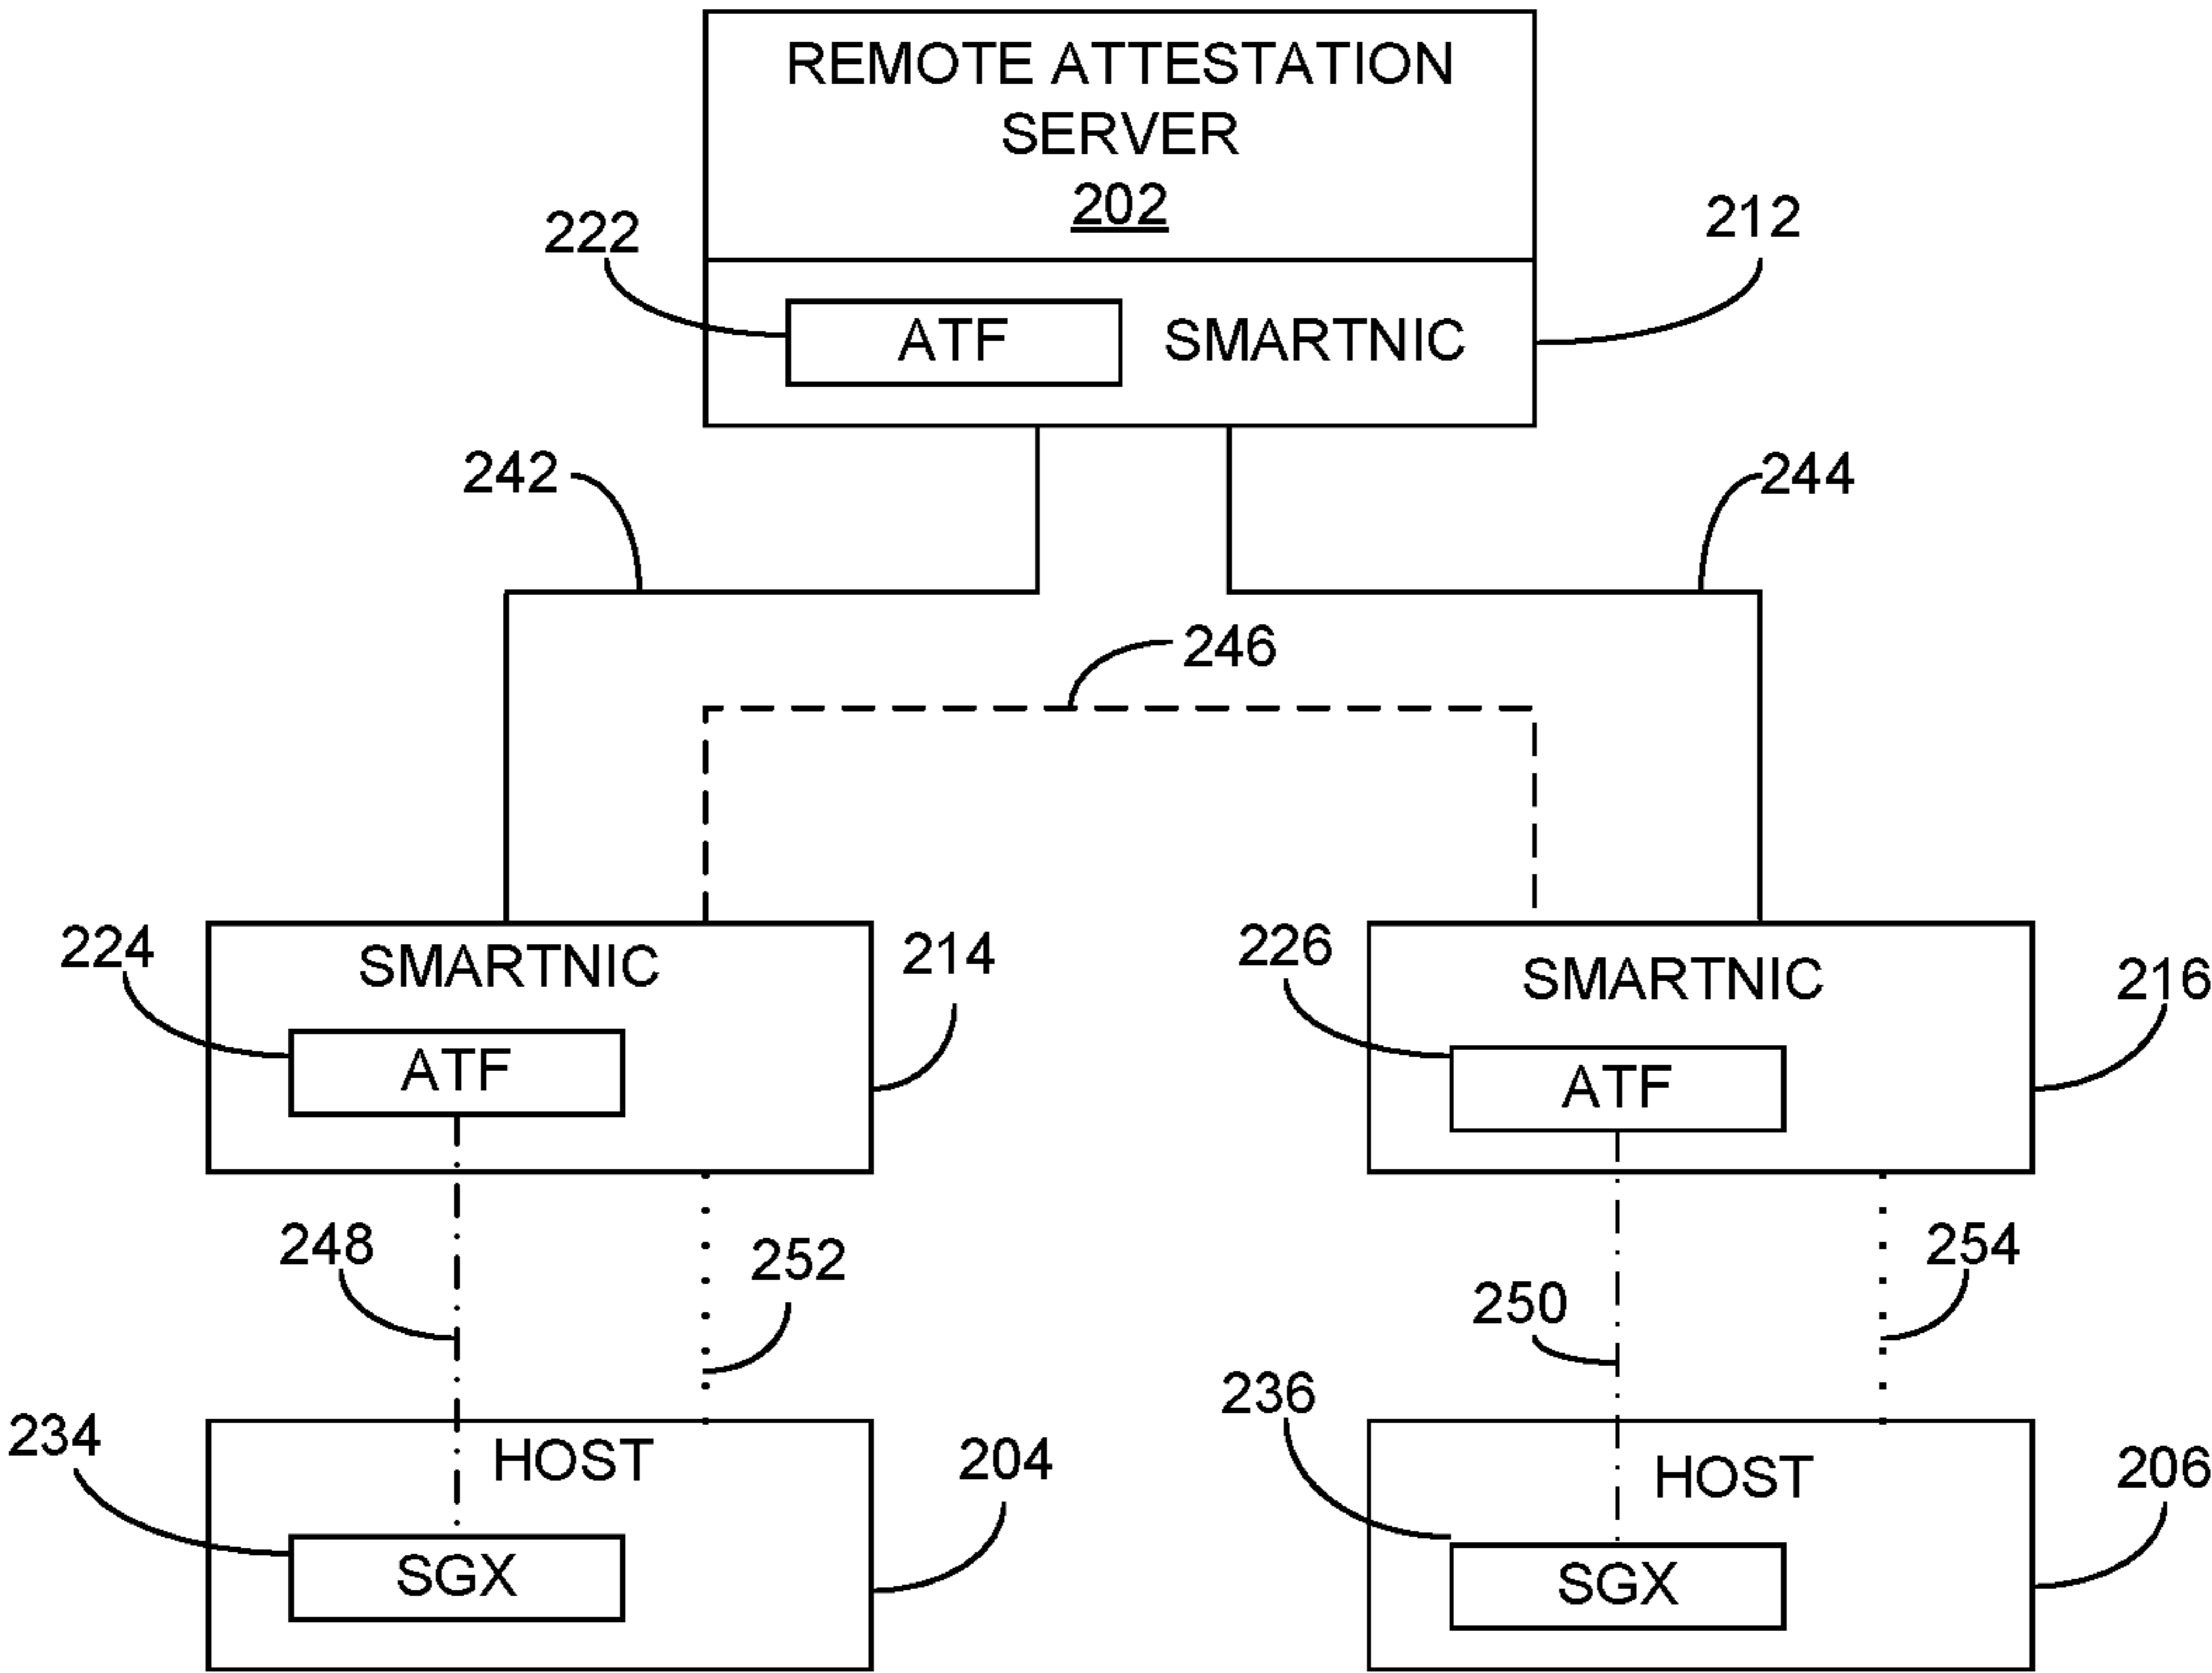 REMOTE ATTESTATION
SERVER
202
222
212
ATF
SMARTNIC
242
244
246
224
SMARTNIC
214
226
SMARTNIC
216
ATF
ATF
248
252
250
254
234
HOST
204
236
HOST
206
SGX
SGX